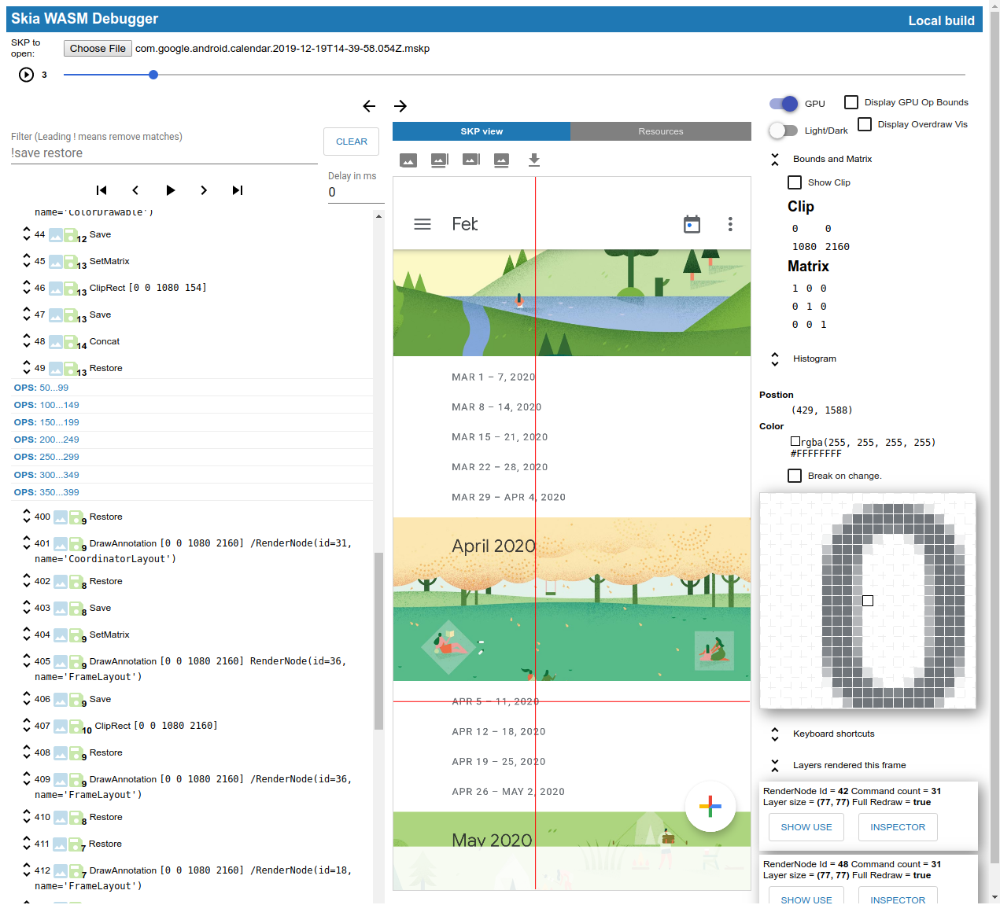 Skia WASM Debugger
Local build
SKP to open:
Choose File com.google.android.calendar.2019-12-19T14-39-58.054Z.mskp
3
Filter (Leading ! means remove matches)
!save restore
CLEAR
Delay in ms
0
name='ColorDrawable')
44 12 Save
45 13 SetMatrix
46 13 ClipRect [0 0 1080 154]
47 13 Save
48 14 Concat
49 13 Restore
OPS: 50...99
OPS: 100...149
OPS: 150...199
OPS: 200...249
OPS: 250...299
OPS: 300...349
OPS: 350...399
400 9 Restore
401 9 DrawAnnotation [0 0 1080 2160] /RenderNode(id=31,
name='CoordinatorLayout')
402 8 Restore
403 8 Save
404 9 SetMatrix
405 9 DrawAnnotation [0 0 1080 2160] RenderNode(id=36,
name='FrameLayout')
406 9 Save
407 10 ClipRect [0 0 1080 2160]
408 9 Restore
409 9 DrawAnnotation [0 0 1080 2160] /RenderNode(id=36,
name='FrameLayout')
410 8 Restore
411 7 Restore
412 7 DrawAnnotation [0 0 1080 2160] /RenderNode(id=18,
name='FrameLayout')
SKP view
Resources
Feb
MAR 1 – 7, 2020
MAR 8 – 14, 2020
MAR 15 – 21, 2020
MAR 22 – 28, 2020
MAR 29 – APR 4, 2020
April 2020
APR 5 – 11, 2020
APR 12 – 18, 2020
APR 19 – 25, 2020
APR 26 – MAY 2, 2020
May 2020
GPU
Display GPU Op Bounds
Light/Dark
Display Overdraw Vis
Bounds and Matrix
Show Clip
Clip
0 0
1080 2160
Matrix
1 0 0
0 1 0
0 0 1
Histogram
Postion
(429, 1588)
Color
rgba(255, 255, 255, 255)
#FFFFFFFF
Break on change.
Keyboard shortcuts
Layers rendered this frame
RenderNode Id = 42 Command count = 31
Layer size = (77, 77) Full Redraw = true
SHOW USE
INSPECTOR
RenderNode Id = 48 Command count = 31
Layer size = (77, 77) Full Redraw = true
SHOW USE
INSPECTOR